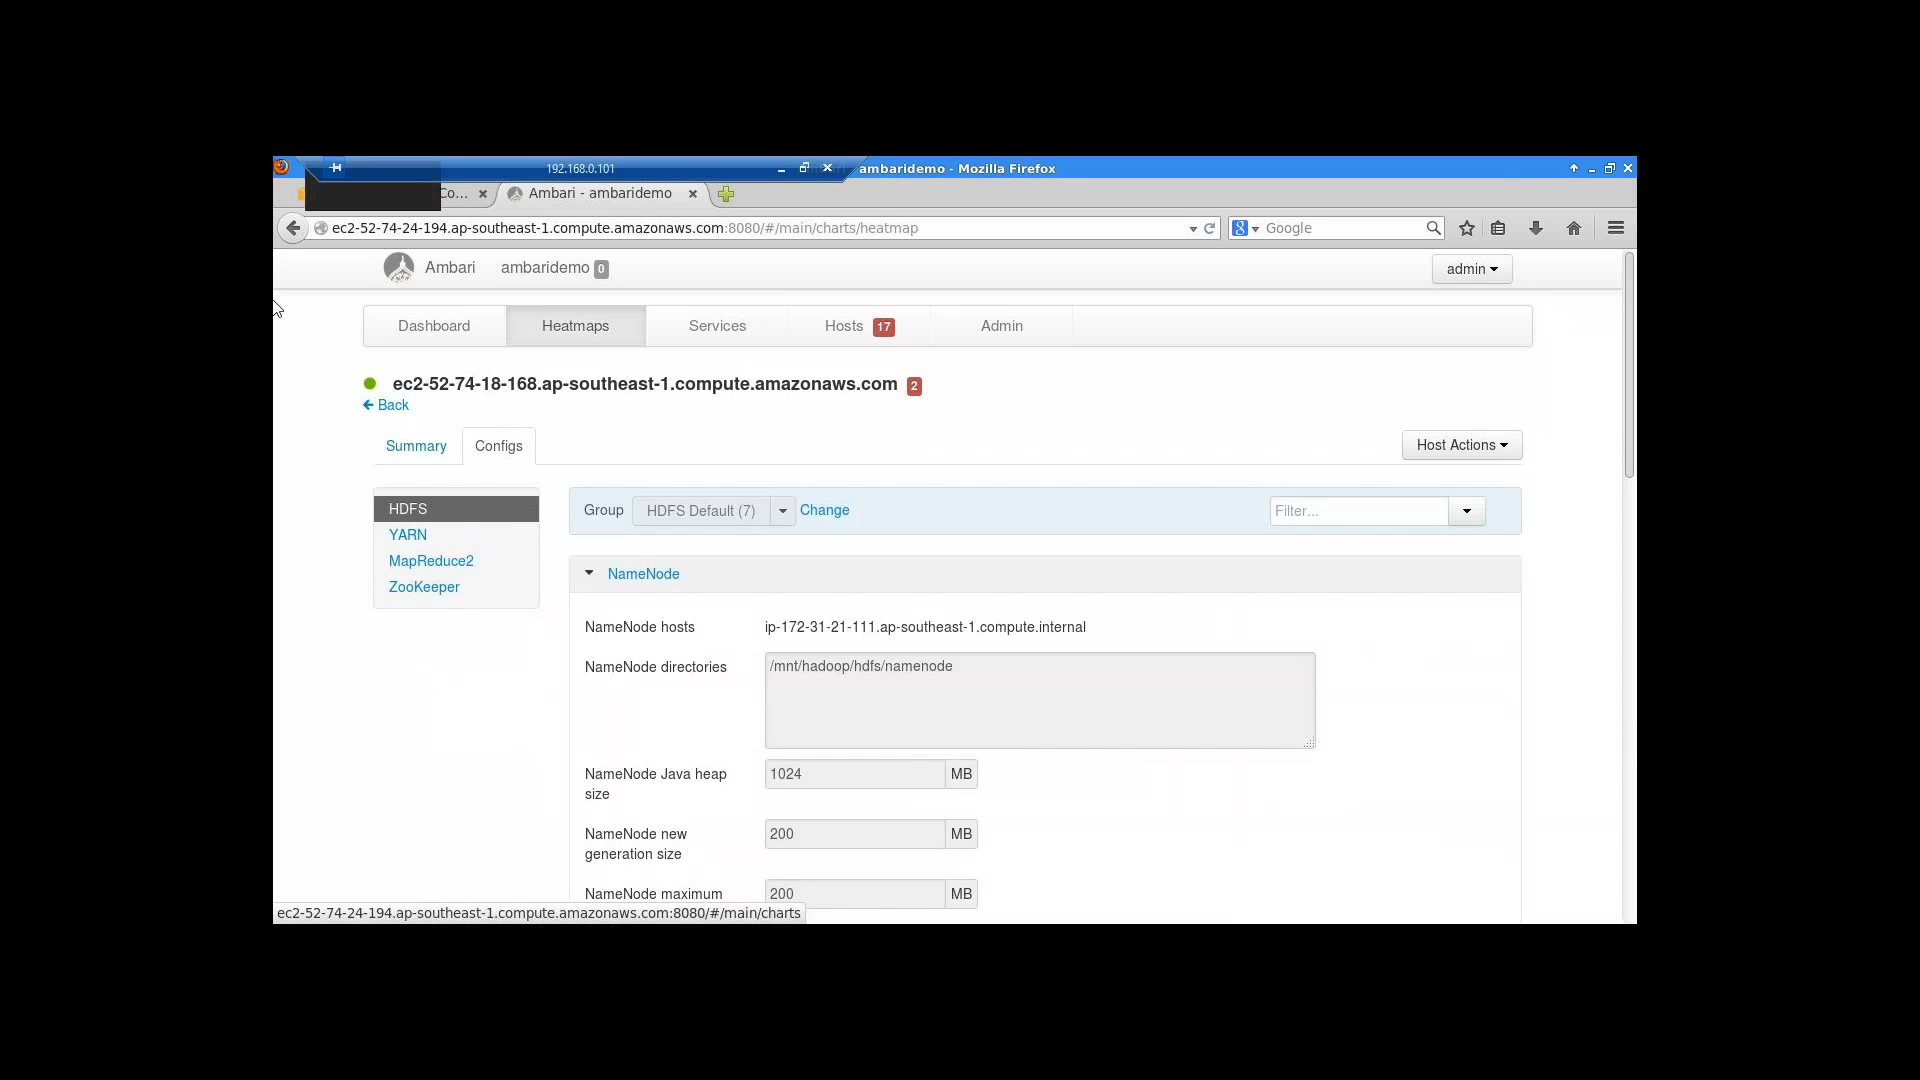 192.168.0.101
ambaridemo - Mozilla Firefox
Co...
Ambari - ambaridemo
ec2-52-74-24-194.ap-southeast-1.compute.amazonaws.com:8080/#/main/charts/heatmap
Google
Ambari
ambaridemo 0
admin
Dashboard
Heatmaps
Services
Hosts 17
Admin
ec2-52-74-18-168.ap-southeast-1.compute.amazonaws.com 2
Back
Summary
Configs
Host Actions
HDFS
YARN
MapReduce2
ZooKeeper
Group
HDFS Default (7)
Change
Filter...
NameNode
NameNode hosts
ip-172-31-21-111.ap-southeast-1.compute.internal
NameNode directories
/mnt/hadoop/hdfs/namenode
NameNode Java heap
size
1024 MB
NameNode new
generation size
200 MB
NameNode maximum
200 MB
ec2-52-74-24-194.ap-southeast-1.compute.amazonaws.com:8080/#/main/charts